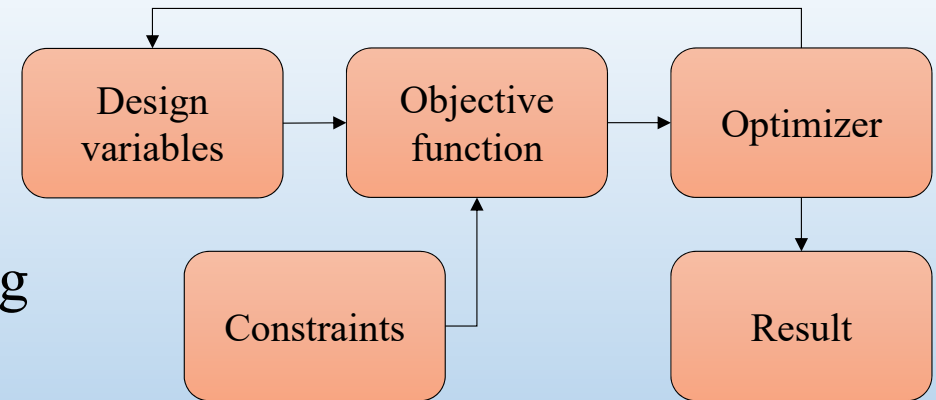 Design
variables
Objective
function
Optimizer
g
Constraints
Result